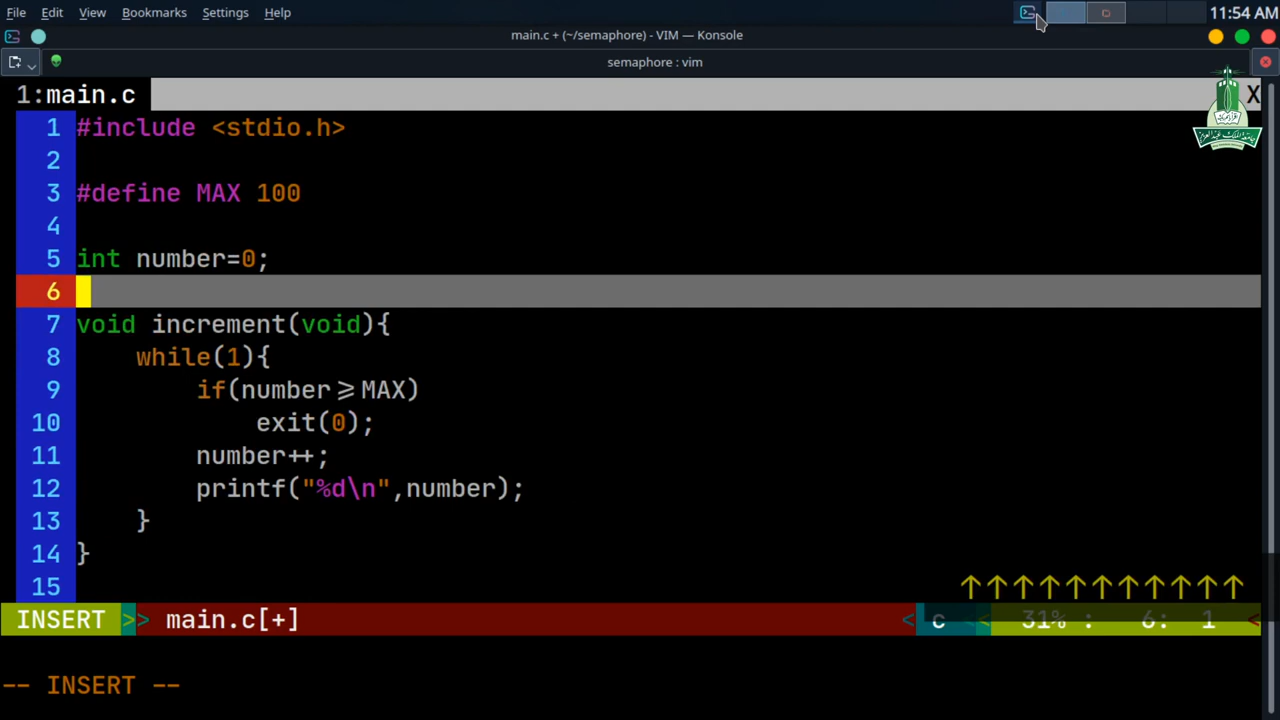 File Edit View Bookmarks Settings Help 11:54 AM
main.c + (~/semaphore) - VIM — Konsole
semaphore : vim
1:main.c X
جامعة الملك عبدالعزيز
1 #include <stdio.h>
2
3 #define MAX 100
4
5 int number=0;
6
7 void increment(void){
8 while(1){
9 if(number>=MAX)
10 exit(0);
11 number++;
12 printf("%d\n",number);
13 }
14 }
15
↑↑↑↑↑↑↑↑↑↑↑
INSERT >> main.c[+] < c << 31% : 6: 1 <
-- INSERT --